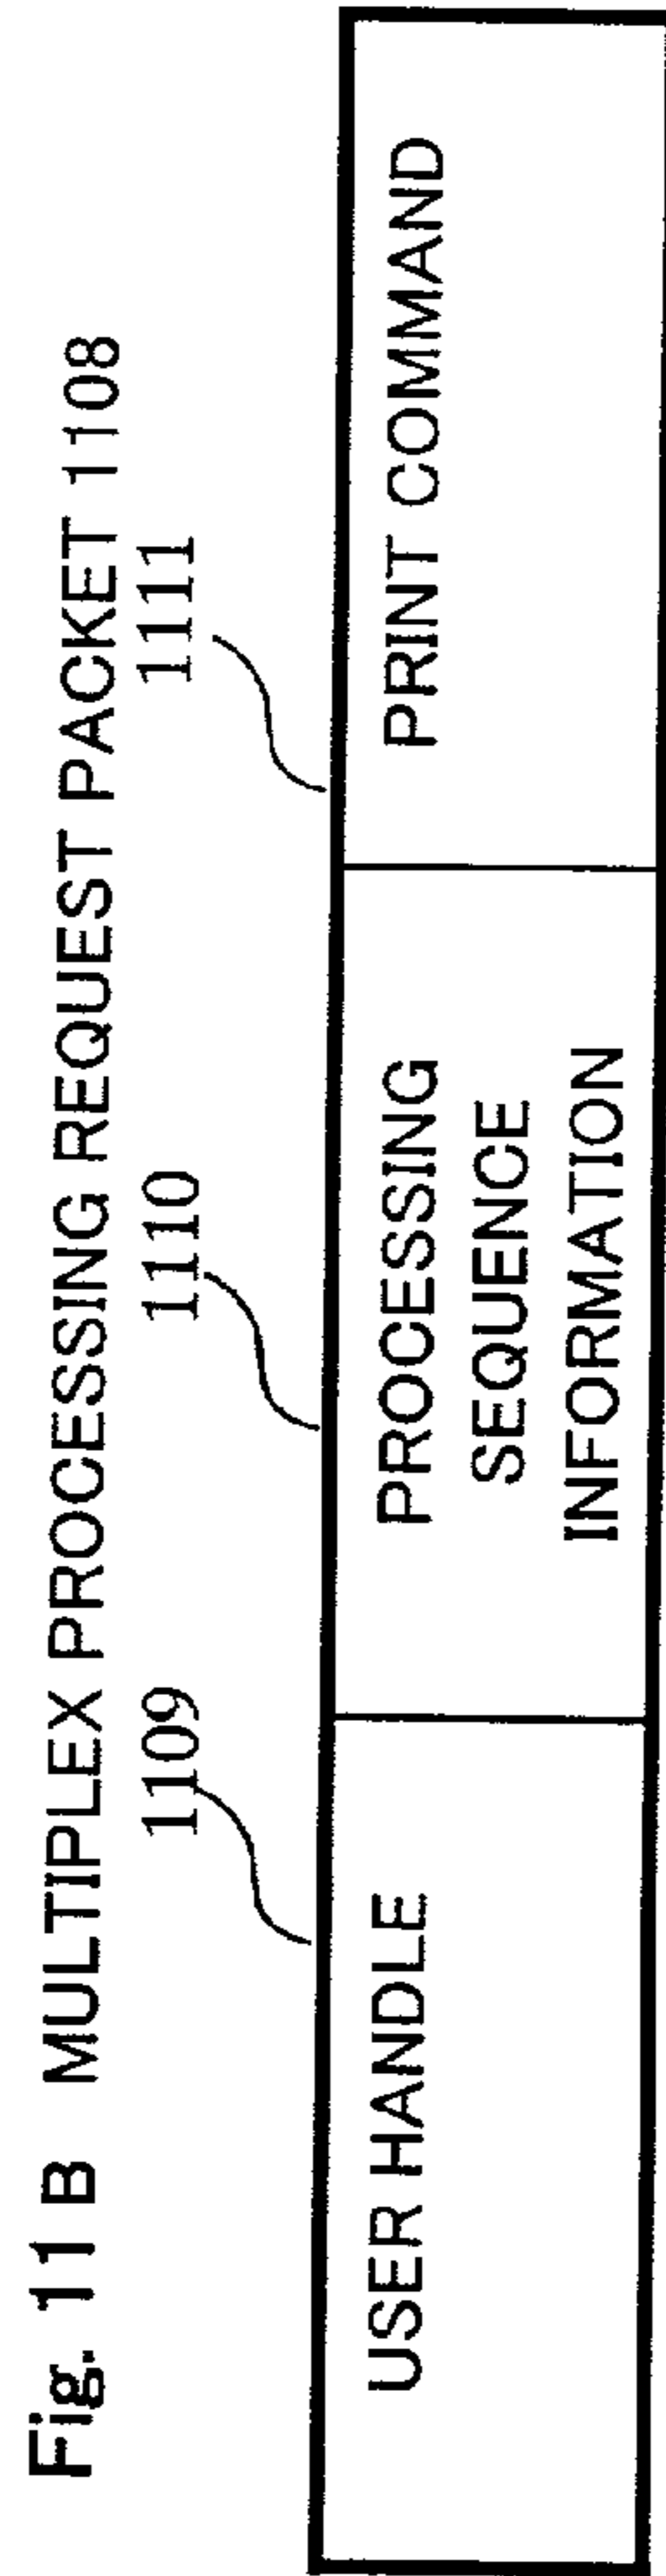 Fig. 11 B MULTIPLEX PROCESSING REQUEST PACKET 1108
1109
1110
1111
USER HANDLE
PROCESSING
SEQUENCE
INFORMATION
PRINT COMMAND